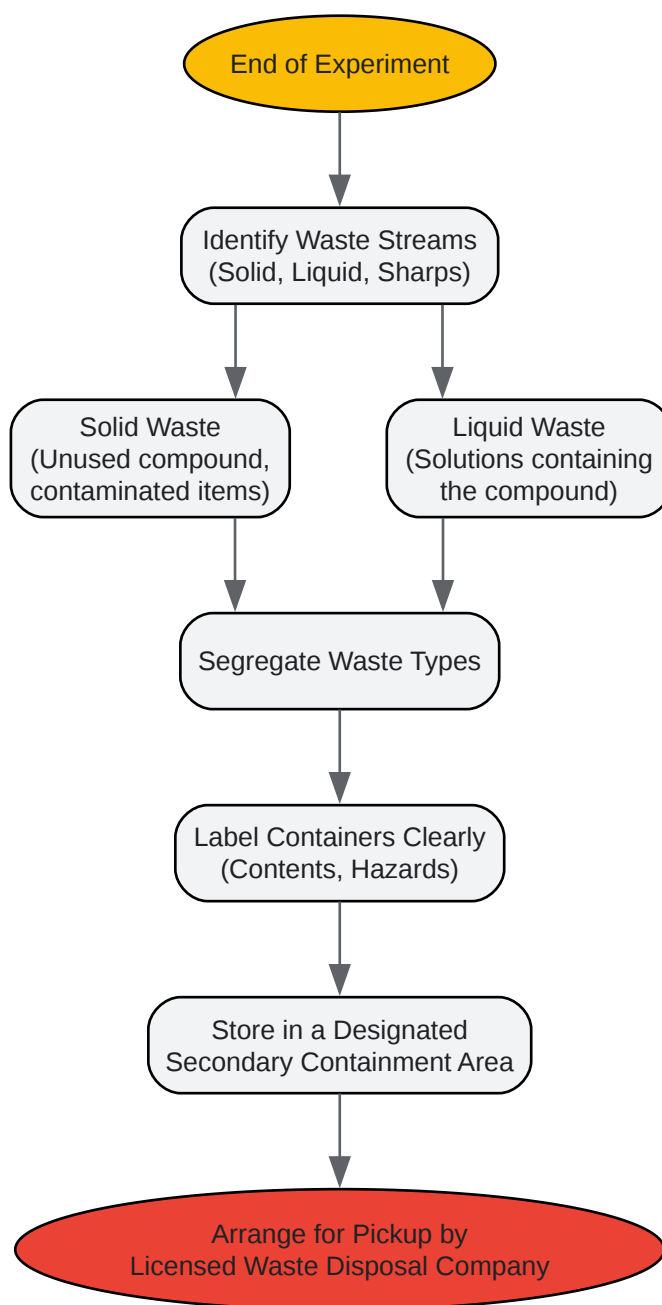 End of Experiment
Identify Waste Streams
(Solid, Liquid, Sharps)
Solid Waste
(Unused compound,
contaminated items)
Liquid Waste
(Solutions containing
the compound)
Segregate Waste Types
Label Containers Clearly
(Contents, Hazards)
Store in a Designated
Secondary Containment Area
Arrange for Pickup by
Licensed Waste Disposal Company